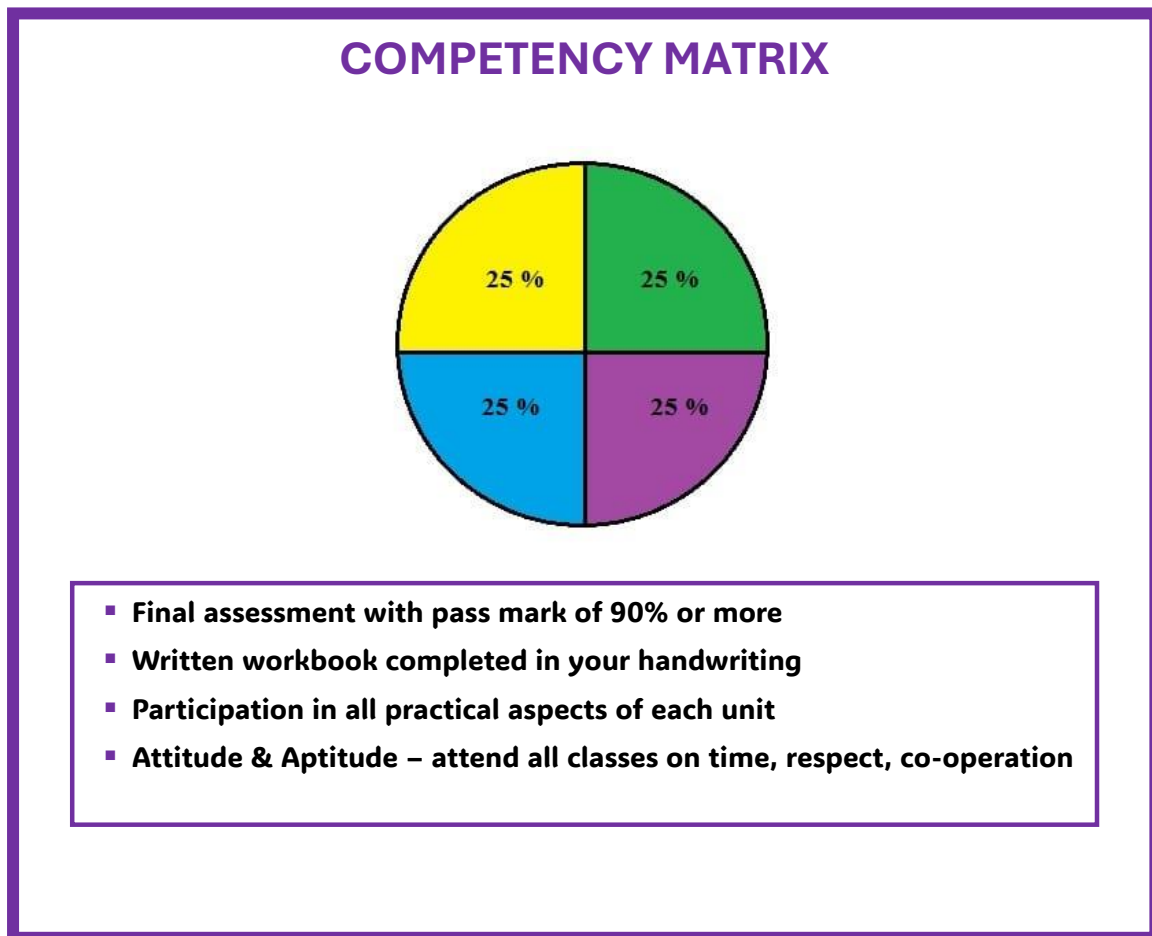 COMPETENCY MATRIX
25 % 25 %
25 % 25 %
▪ Final assessment with pass mark of 90% or more
▪ Written workbook completed in your handwriting
▪ Participation in all practical aspects of each unit
▪ Attitude & Aptitude – attend all classes on time, respect, co-operation